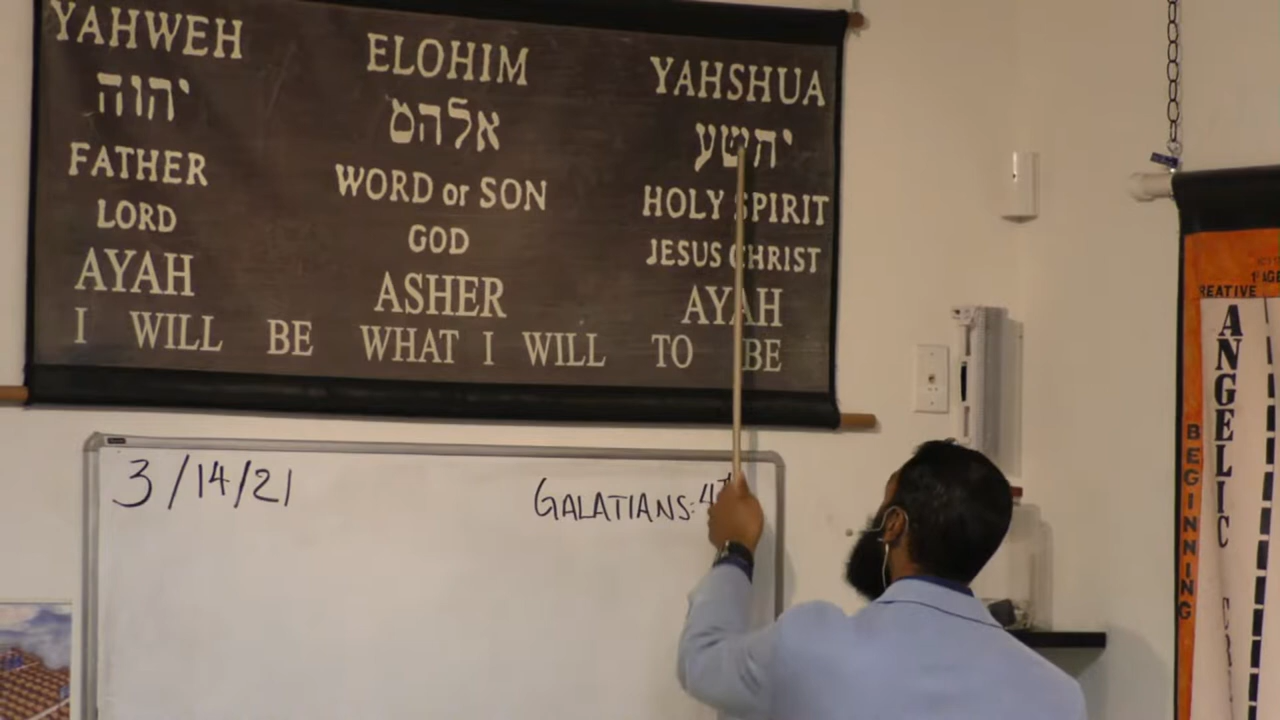 YAHWEH ELOHIM YAHSHUA
יהוה אלהם יהשע
FATHER WORD or SON HOLY SPIRIT
LORD GOD JESUS CHRIST
AYAH ASHER AYAH
I WILL BE WHAT I WILL TO BE
3/14/21 GALATIANS:
BEGINNING
ANGELIC